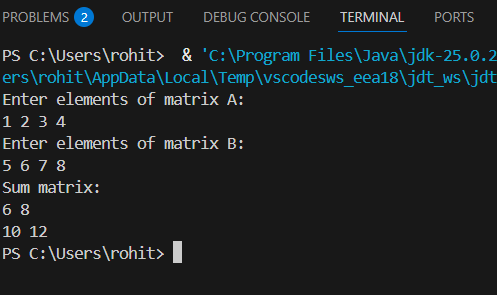 PROBLEMS 2 OUTPUT DEBUG CONSOLE TERMINAL PORTS
PS C:\Users\rohit>  & 'C:\Program Files\Java\jdk-25.0.2
ers\rohit\AppData\Local\Temp\vscodesws_eea18\jdt_ws\jdt
Enter elements of matrix A:
1 2 3 4
Enter elements of matrix B:
5 6 7 8
Sum matrix:
6 8
10 12
PS C:\Users\rohit>